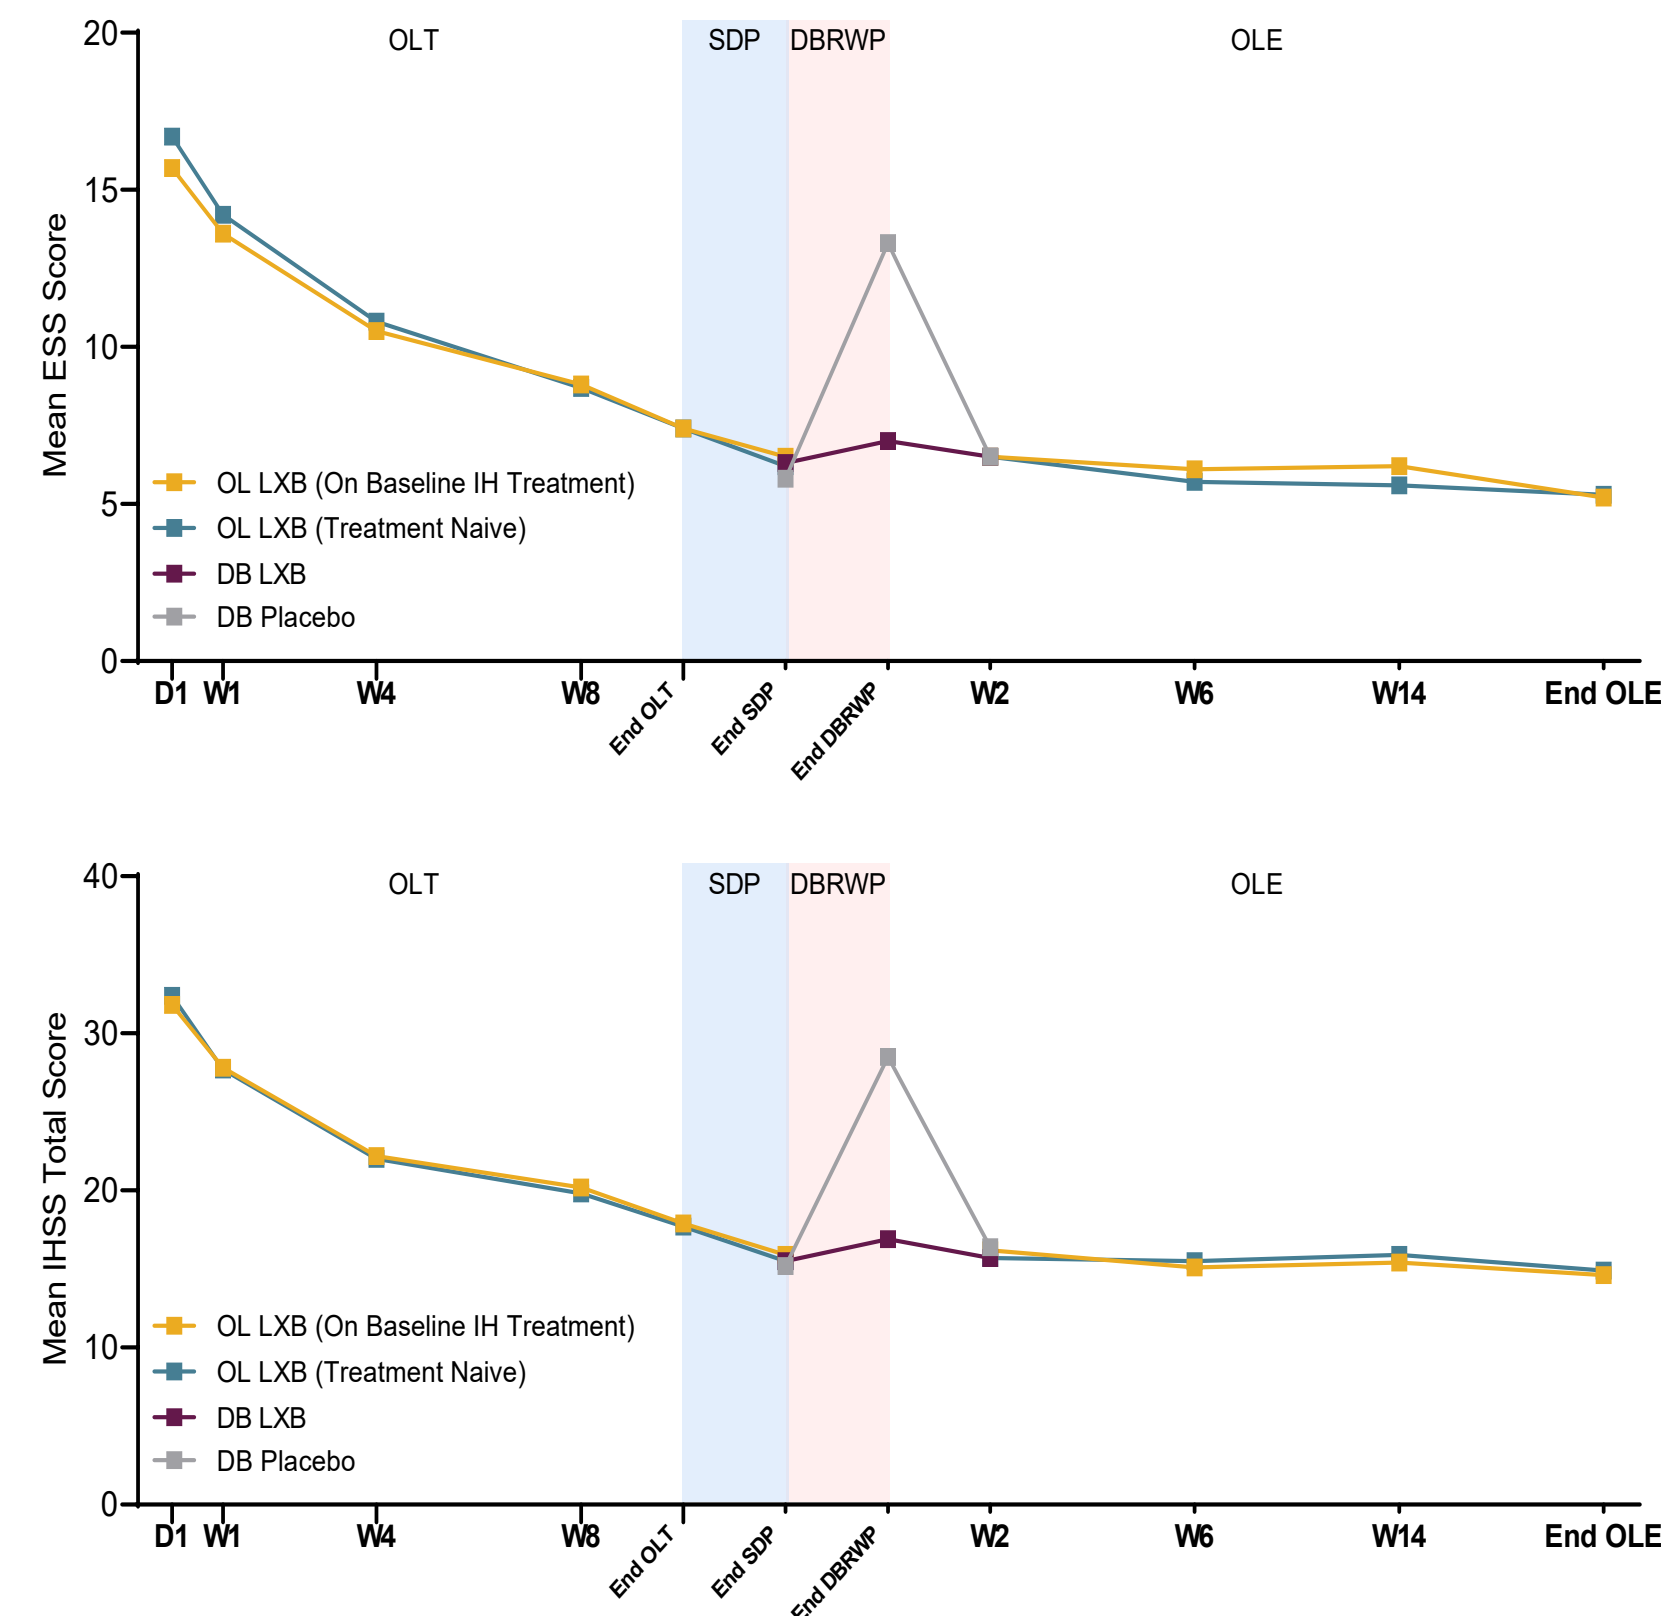 20
OLT
SDP
DBRWP
OLE
15
10
5
0
Mean ESS Score
OL LXB (On Baseline IH Treatment)
OL LXB (Treatment Naive)
DB LXB
DB Placebo
D1
W1
W4
W8
End OLT
End SDP
End DBRWP
W2
W6
W14
End OLE
40
OLT
SDP
DBRWP
OLE
30
20
10
0
Mean IHSS Total Score
OL LXB (On Baseline IH Treatment)
OL LXB (Treatment Naive)
DB LXB
DB Placebo
D1
W1
W4
W8
End OLT
End SDP
End DBRWP
W2
W6
W14
End OLE